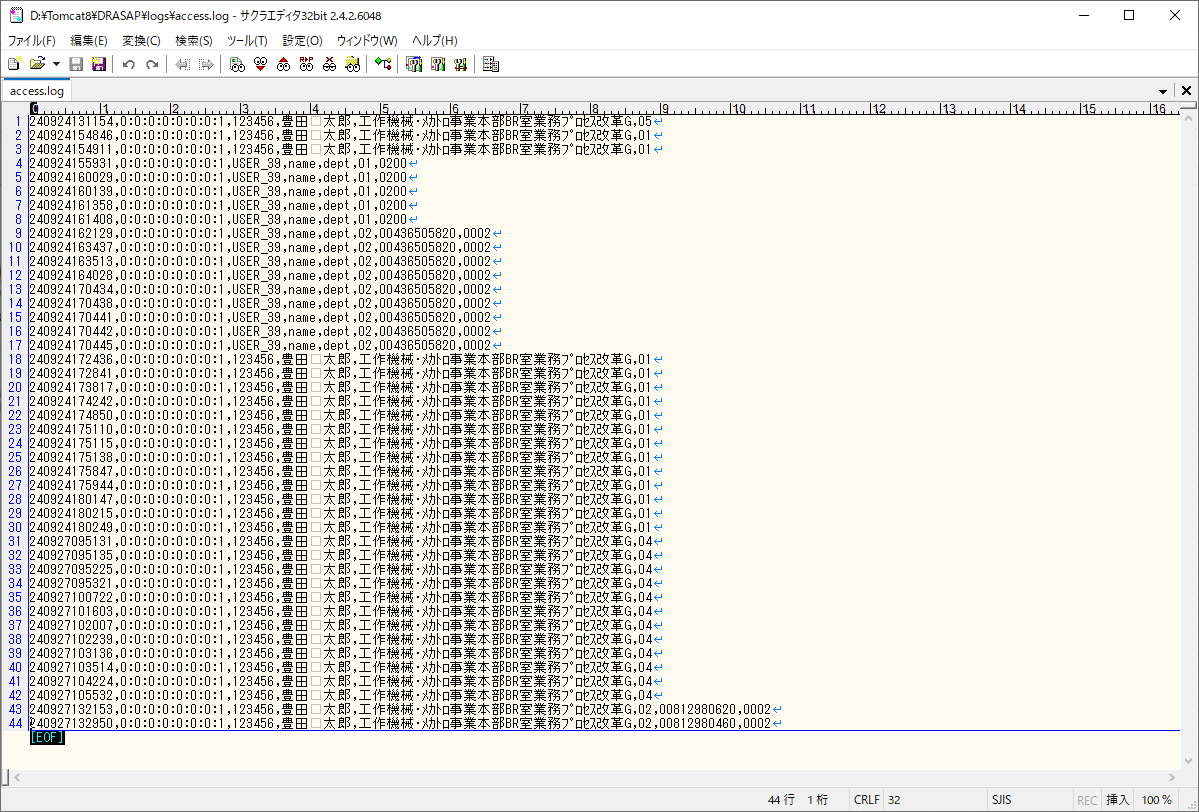 D:¥Tomcat8¥DRASAP¥logs¥access.log - サクラエディタ32bit 2.4.2.6048
ファイル(F) 編集(E) 変換(C) 検索(S) ツール(T) 設定(O) ウィンドウ(W) ヘルプ(H)
access.log
0 1 2 3 4 5 6 7 8 9 10 11 12 13 14 15 16
1 240924131154,0:0:0:0:0:0:0:1,123456,豊田□太郎,工作機械・ﾒｶﾄﾛ事業本部BR室業務ﾌﾟﾛｾｽ改革G,05↵
2 240924154846,0:0:0:0:0:0:0:1,123456,豊田□太郎,工作機械・ﾒｶﾄﾛ事業本部BR室業務ﾌﾟﾛｾｽ改革G,01↵
3 240924154911,0:0:0:0:0:0:0:1,123456,豊田□太郎,工作機械・ﾒｶﾄﾛ事業本部BR室業務ﾌﾟﾛｾｽ改革G,01↵
4 240924155931,0:0:0:0:0:0:0:1,USER_39,name,dept,01,0200↵
5 240924160029,0:0:0:0:0:0:0:1,USER_39,name,dept,01,0200↵
6 240924160139,0:0:0:0:0:0:0:1,USER_39,name,dept,01,0200↵
7 240924161358,0:0:0:0:0:0:0:1,USER_39,name,dept,01,0200↵
8 240924161408,0:0:0:0:0:0:0:1,USER_39,name,dept,01,0200↵
9 240924162129,0:0:0:0:0:0:0:1,USER_39,name,dept,02,00436505820,0002↵
10 240924163437,0:0:0:0:0:0:0:1,USER_39,name,dept,02,00436505820,0002↵
11 240924163513,0:0:0:0:0:0:0:1,USER_39,name,dept,02,00436505820,0002↵
12 240924164028,0:0:0:0:0:0:0:1,USER_39,name,dept,02,00436505820,0002↵
13 240924170434,0:0:0:0:0:0:0:1,USER_39,name,dept,02,00436505820,0002↵
14 240924170438,0:0:0:0:0:0:0:1,USER_39,name,dept,02,00436505820,0002↵
15 240924170441,0:0:0:0:0:0:0:1,USER_39,name,dept,02,00436505820,0002↵
16 240924170442,0:0:0:0:0:0:0:1,USER_39,name,dept,02,00436505820,0002↵
17 240924170445,0:0:0:0:0:0:0:1,USER_39,name,dept,02,00436505820,0002↵
18 240924172436,0:0:0:0:0:0:0:1,123456,豊田□太郎,工作機械・ﾒｶﾄﾛ事業本部BR室業務ﾌﾟﾛｾｽ改革G,01↵
19 240924172841,0:0:0:0:0:0:0:1,123456,豊田□太郎,工作機械・ﾒｶﾄﾛ事業本部BR室業務ﾌﾟﾛｾｽ改革G,01↵
20 240924173817,0:0:0:0:0:0:0:1,123456,豊田□太郎,工作機械・ﾒｶﾄﾛ事業本部BR室業務ﾌﾟﾛｾｽ改革G,01↵
21 240924174242,0:0:0:0:0:0:0:1,123456,豊田□太郎,工作機械・ﾒｶﾄﾛ事業本部BR室業務ﾌﾟﾛｾｽ改革G,01↵
22 240924174850,0:0:0:0:0:0:0:1,123456,豊田□太郎,工作機械・ﾒｶﾄﾛ事業本部BR室業務ﾌﾟﾛｾｽ改革G,01↵
23 240924175110,0:0:0:0:0:0:0:1,123456,豊田□太郎,工作機械・ﾒｶﾄﾛ事業本部BR室業務ﾌﾟﾛｾｽ改革G,01↵
24 240924175115,0:0:0:0:0:0:0:1,123456,豊田□太郎,工作機械・ﾒｶﾄﾛ事業本部BR室業務ﾌﾟﾛｾｽ改革G,01↵
25 240924175138,0:0:0:0:0:0:0:1,123456,豊田□太郎,工作機械・ﾒｶﾄﾛ事業本部BR室業務ﾌﾟﾛｾｽ改革G,01↵
26 240924175847,0:0:0:0:0:0:0:1,123456,豊田□太郎,工作機械・ﾒｶﾄﾛ事業本部BR室業務ﾌﾟﾛｾｽ改革G,01↵
27 240924175944,0:0:0:0:0:0:0:1,123456,豊田□太郎,工作機械・ﾒｶﾄﾛ事業本部BR室業務ﾌﾟﾛｾｽ改革G,01↵
28 240924180147,0:0:0:0:0:0:0:1,123456,豊田□太郎,工作機械・ﾒｶﾄﾛ事業本部BR室業務ﾌﾟﾛｾｽ改革G,01↵
29 240924180215,0:0:0:0:0:0:0:1,123456,豊田□太郎,工作機械・ﾒｶﾄﾛ事業本部BR室業務ﾌﾟﾛｾｽ改革G,01↵
30 240924180249,0:0:0:0:0:0:0:1,123456,豊田□太郎,工作機械・ﾒｶﾄﾛ事業本部BR室業務ﾌﾟﾛｾｽ改革G,01↵
31 240927095131,0:0:0:0:0:0:0:1,123456,豊田□太郎,工作機械・ﾒｶﾄﾛ事業本部BR室業務ﾌﾟﾛｾｽ改革G,04↵
32 240927095135,0:0:0:0:0:0:0:1,123456,豊田□太郎,工作機械・ﾒｶﾄﾛ事業本部BR室業務ﾌﾟﾛｾｽ改革G,04↵
33 240927095225,0:0:0:0:0:0:0:1,123456,豊田□太郎,工作機械・ﾒｶﾄﾛ事業本部BR室業務ﾌﾟﾛｾｽ改革G,04↵
34 240927095321,0:0:0:0:0:0:0:1,123456,豊田□太郎,工作機械・ﾒｶﾄﾛ事業本部BR室業務ﾌﾟﾛｾｽ改革G,04↵
35 240927100722,0:0:0:0:0:0:0:1,123456,豊田□太郎,工作機械・ﾒｶﾄﾛ事業本部BR室業務ﾌﾟﾛｾｽ改革G,04↵
36 240927101603,0:0:0:0:0:0:0:1,123456,豊田□太郎,工作機械・ﾒｶﾄﾛ事業本部BR室業務ﾌﾟﾛｾｽ改革G,04↵
37 240927102007,0:0:0:0:0:0:0:1,123456,豊田□太郎,工作機械・ﾒｶﾄﾛ事業本部BR室業務ﾌﾟﾛｾｽ改革G,04↵
38 240927102239,0:0:0:0:0:0:0:1,123456,豊田□太郎,工作機械・ﾒｶﾄﾛ事業本部BR室業務ﾌﾟﾛｾｽ改革G,04↵
39 240927103136,0:0:0:0:0:0:0:1,123456,豊田□太郎,工作機械・ﾒｶﾄﾛ事業本部BR室業務ﾌﾟﾛｾｽ改革G,04↵
40 240927103514,0:0:0:0:0:0:0:1,123456,豊田□太郎,工作機械・ﾒｶﾄﾛ事業本部BR室業務ﾌﾟﾛｾｽ改革G,04↵
41 240927104224,0:0:0:0:0:0:0:1,123456,豊田□太郎,工作機械・ﾒｶﾄﾛ事業本部BR室業務ﾌﾟﾛｾｽ改革G,04↵
42 240927105532,0:0:0:0:0:0:0:1,123456,豊田□太郎,工作機械・ﾒｶﾄﾛ事業本部BR室業務ﾌﾟﾛｾｽ改革G,04↵
43 240927132153,0:0:0:0:0:0:0:1,123456,豊田□太郎,工作機械・ﾒｶﾄﾛ事業本部BR室業務ﾌﾟﾛｾｽ改革G,02,00812980620,0002↵
44 240927132950,0:0:0:0:0:0:0:1,123456,豊田□太郎,工作機械・ﾒｶﾄﾛ事業本部BR室業務ﾌﾟﾛｾｽ改革G,02,00812980460,0002↵
[EOF]
44 行 1 桁 CRLF 32 SJIS REC 挿入 100 %